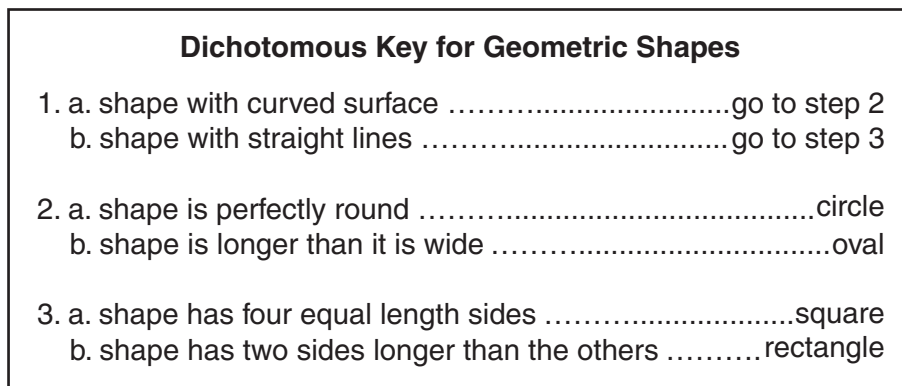 Dichotomous Key for Geometric Shapes
1. a. shape with curved surface ................................go to step 2
b. shape with straight lines ..................................go to step 3
2. a. shape is perfectly round .............................................circle
b. shape is longer than it is wide ........................................oval
3. a. shape has four equal length sides ...........................square
b. shape has two sides longer than the others ..........rectangle